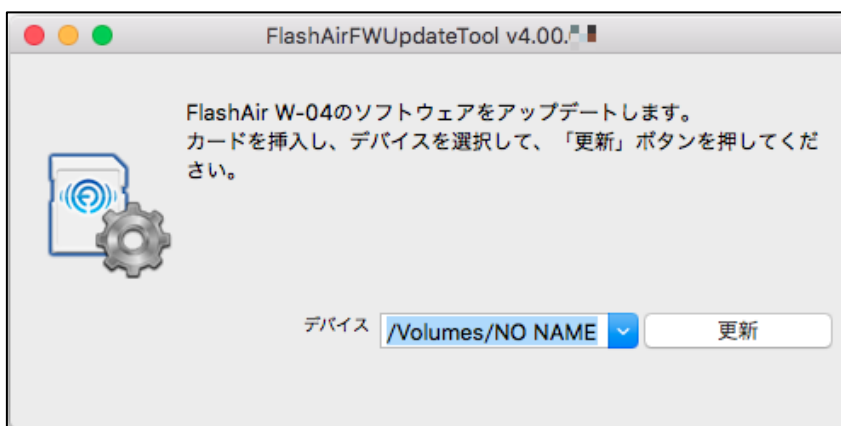 FlashAirFWUpdateTool v4.00.
FlashAir W-04のソフトウェアをアップデートします。
カードを挿入し、デバイスを選択して、「更新」ボタンを押してくだ
さい。
デバイス /Volumes/NO NAME 更新